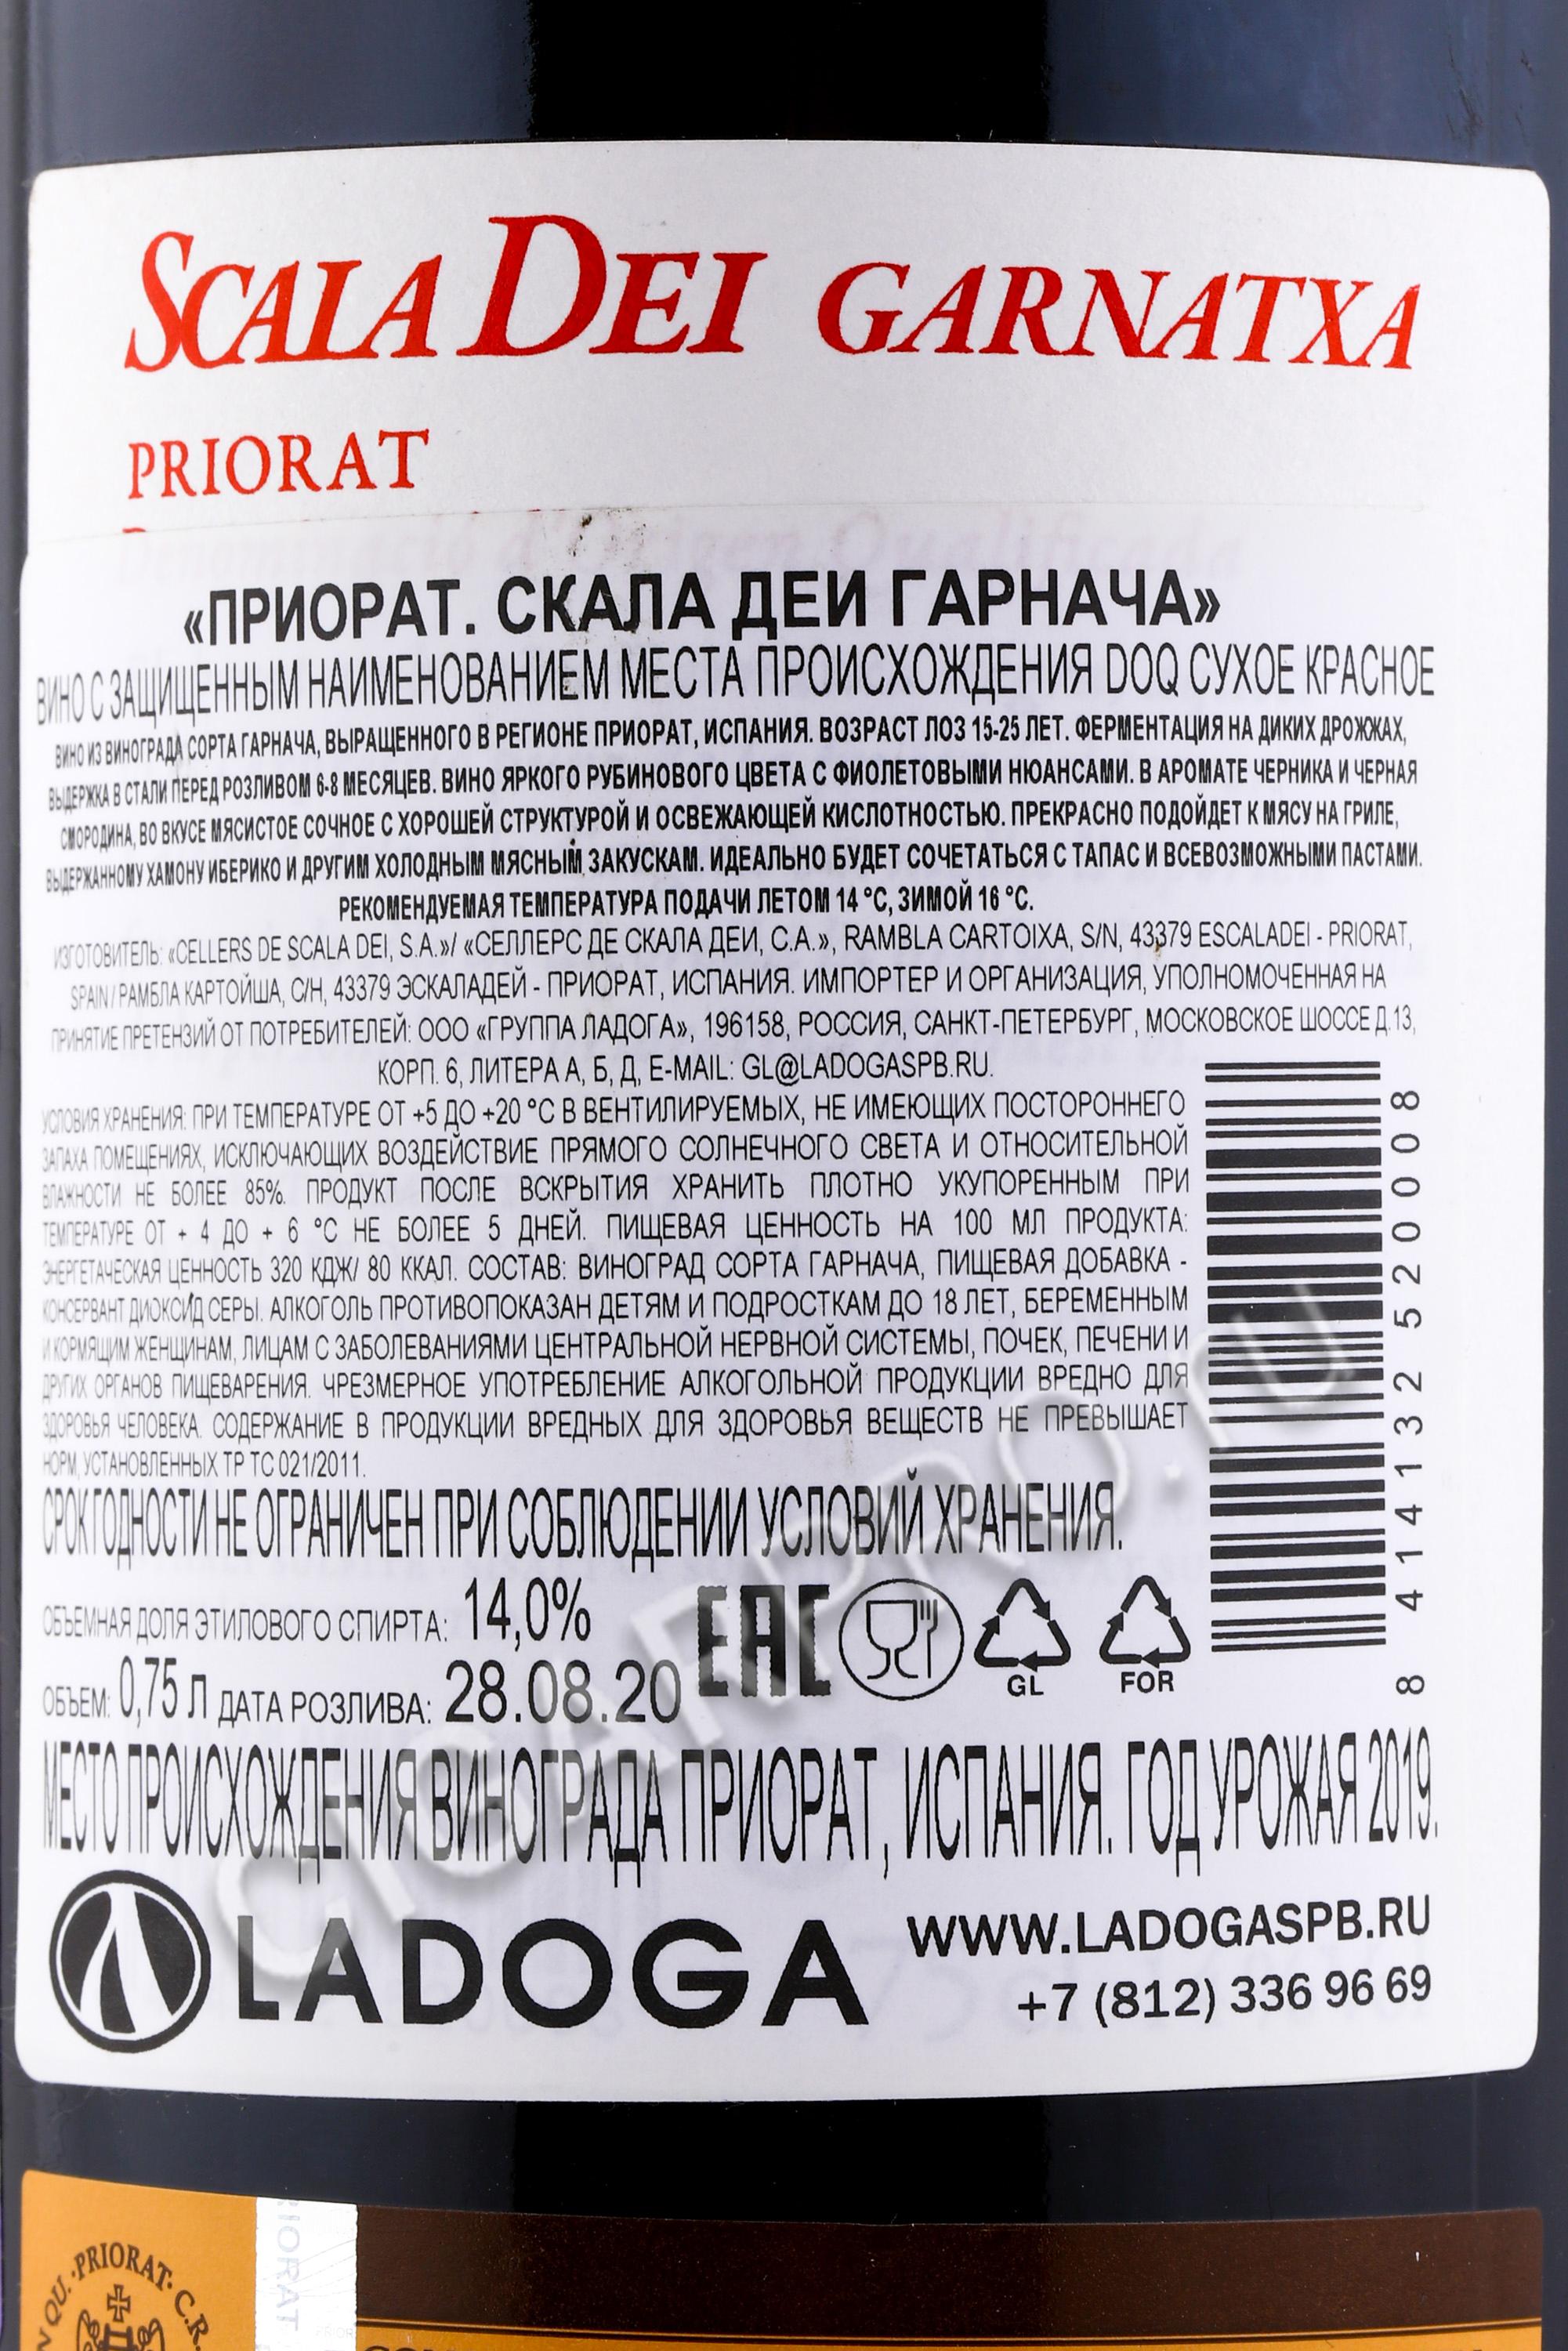 SCALA DEI GARNATXA
PRIORAT
«ПРИОРАТ. СКАЛА ДЕИ ГАРНАЧА»
ВИНО С ЗАЩИЩЕННЫМ НАИМЕНОВАНИЕМ МЕСТА ПРОИСХОЖДЕНИЯ DOQ СУХОЕ КРАСНОЕ
ВИНО ИЗ ВИНОГРАДА СОРТА ГАРНАЧА, ВЫРАЩЕННОГО В РЕГИОНЕ ПРИОРАТ, ИСПАНИЯ. ВОЗРАСТ ЛОЗ 15-25 ЛЕТ. ФЕРМЕНТАЦИЯ НА ДИКИХ ДРОЖЖАХ,
ВЫДЕРЖКА В СТАЛИ ПЕРЕД РОЗЛИВОМ 6-8 МЕСЯЦЕВ. ВИНО ЯРКОГО РУБИНОВОГО ЦВЕТА С ФИОЛЕТОВЫМИ НЮАНСАМИ. В АРОМАТЕ ЧЕРНИКА И ЧЕРНАЯ
СМОРОДИНА, ВО ВКУСЕ МЯСИСТОЕ СОЧНОЕ С ХОРОШЕЙ СТРУКТУРОЙ И ОСВЕЖАЮЩЕЙ КИСЛОТНОСТЬЮ. ПРЕКРАСНО ПОДОЙДЕТ К МЯСУ НА ГРИЛЕ,
ВЫДЕРЖАННОМУ ХАМОНУ ИБЕРИКО И ДРУГИМ ХОЛОДНЫМ МЯСНЫМ ЗАКУСКАМ. ИДЕАЛЬНО БУДЕТ СОЧЕТАТЬСЯ С ТАПАС И ВСЕВОЗМОЖНЫМИ ПАСТАМИ.
РЕКОМЕНДУЕМАЯ ТЕМПЕРАТУРА ПОДАЧИ ЛЕТОМ 14 °С, ЗИМОЙ 16 °С.
ИЗГОТОВИТЕЛЬ: «CELLERS DE SCALA DEI, S.A.»/ «СЕЛЛЕРС ДЕ СКАЛА ДЕИ, С.А.», RAMBLA CARTOIXA, S/N, 43379 ESCALADEI - PRIORAT,
SPAIN / РАМБЛА КАРТОЙША, С/Н, 43379 ЭСКАЛАДЕЙ - ПРИОРАТ, ИСПАНИЯ. ИМПОРТЕР И ОРГАНИЗАЦИЯ, УПОЛНОМОЧЕННАЯ НА
ПРИНЯТИЕ ПРЕТЕНЗИЙ ОТ ПОТРЕБИТЕЛЕЙ: ООО «ГРУППА ЛАДОГА», 196158, РОССИЯ, САНКТ-ПЕТЕРБУРГ, МОСКОВСКОЕ ШОССЕ Д.13,
КОРП. 6, ЛИТЕРА А, Б, Д, E-MAIL: GL@LADOGASPB.RU.
УСЛОВИЯ ХРАНЕНИЯ: ПРИ ТЕМПЕРАТУРЕ ОТ +5 ДО +20 °С В ВЕНТИЛИРУЕМЫХ, НЕ ИМЕЮЩИХ ПОСТОРОННЕГО
ЗАПАХА ПОМЕЩЕНИЯХ, ИСКЛЮЧАЮЩИХ ВОЗДЕЙСТВИЕ ПРЯМОГО СОЛНЕЧНОГО СВЕТА И ОТНОСИТЕЛЬНОЙ
ВЛАЖНОСТИ НЕ БОЛЕЕ 85%. ПРОДУКТ ПОСЛЕ ВСКРЫТИЯ ХРАНИТЬ ПЛОТНО УКУПОРЕННЫМ ПРИ
ТЕМПЕРАТУРЕ ОТ + 4 ДО + 6 °С НЕ БОЛЕЕ 5 ДНЕЙ. ПИЩЕВАЯ ЦЕННОСТЬ НА 100 МЛ ПРОДУКТА:
ЭНЕРГЕТАЧЕСКАЯ ЦЕННОСТЬ 320 КДЖ/ 80 ККАЛ. СОСТАВ: ВИНОГРАД СОРТА ГАРНАЧА, ПИЩЕВАЯ ДОБАВКА -
КОНСЕРВАНТ ДИОКСИД СЕРЫ. АЛКОГОЛЬ ПРОТИВОПОКАЗАН ДЕТЯМ И ПОДРОСТКАМ ДО 18 ЛЕТ, БЕРЕМЕННЫМ
И КОРМЯЩИМ ЖЕНЩИНАМ, ЛИЦАМ С ЗАБОЛЕВАНИЯМИ ЦЕНТРАЛЬНОЙ НЕРВНОЙ СИСТЕМЫ, ПОЧЕК, ПЕЧЕНИ И
ДРУГИХ ОРГАНОВ ПИЩЕВАРЕНИЯ. ЧРЕЗМЕРНОЕ УПОТРЕБЛЕНИЕ АЛКОГОЛЬНОЙ ПРОДУКЦИИ ВРЕДНО ДЛЯ
ЗДОРОВЬЯ ЧЕЛОВЕКА. СОДЕРЖАНИЕ В ПРОДУКЦИИ ВРЕДНЫХ ДЛЯ ЗДОРОВЬЯ ВЕЩЕСТВ НЕ ПРЕВЫШАЕТ
НОРМ, УСТАНОВЛЕННЫХ ТР ТС 021/2011.
СРОК ГОДНОСТИ НЕ ОГРАНИЧЕН ПРИ СОБЛЮДЕНИИ УСЛОВИЙ ХРАНЕНИЯ.
8 414132 520008
ОБЪЕМНАЯ ДОЛЯ ЭТИЛОВОГО СПИРТА: 14,0%
ЕАС
GL
FOR
ОБЪЕМ: 0,75 Л ДАТА РОЗЛИВА: 28.08.20
МЕСТО ПРОИСХОЖДЕНИЯ ВИНОГРАДА ПРИОРАТ, ИСПАНИЯ. ГОД УРОЖАЯ 2019.
LADOGA
WWW.LADOGASPB.RU
+7 (812) 336 96 69
CIGARPRO.ru
QU. · PRIORAT · C.R.
RIORAT